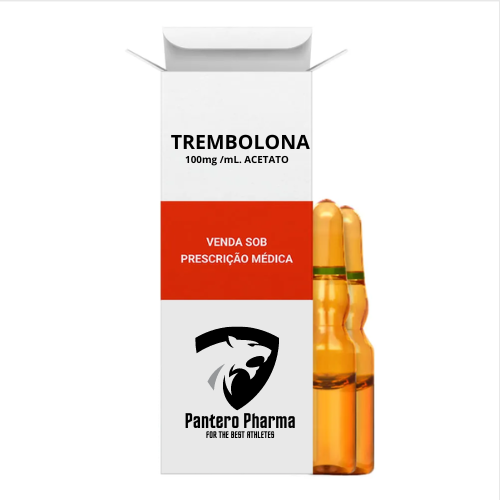 TREMBOLONA
100mg /mL. ACETATO
VENDA SOB
PRESCRIÇÃO MÉDICA
Pantero Pharma
FOR THE BEST ATHLETES